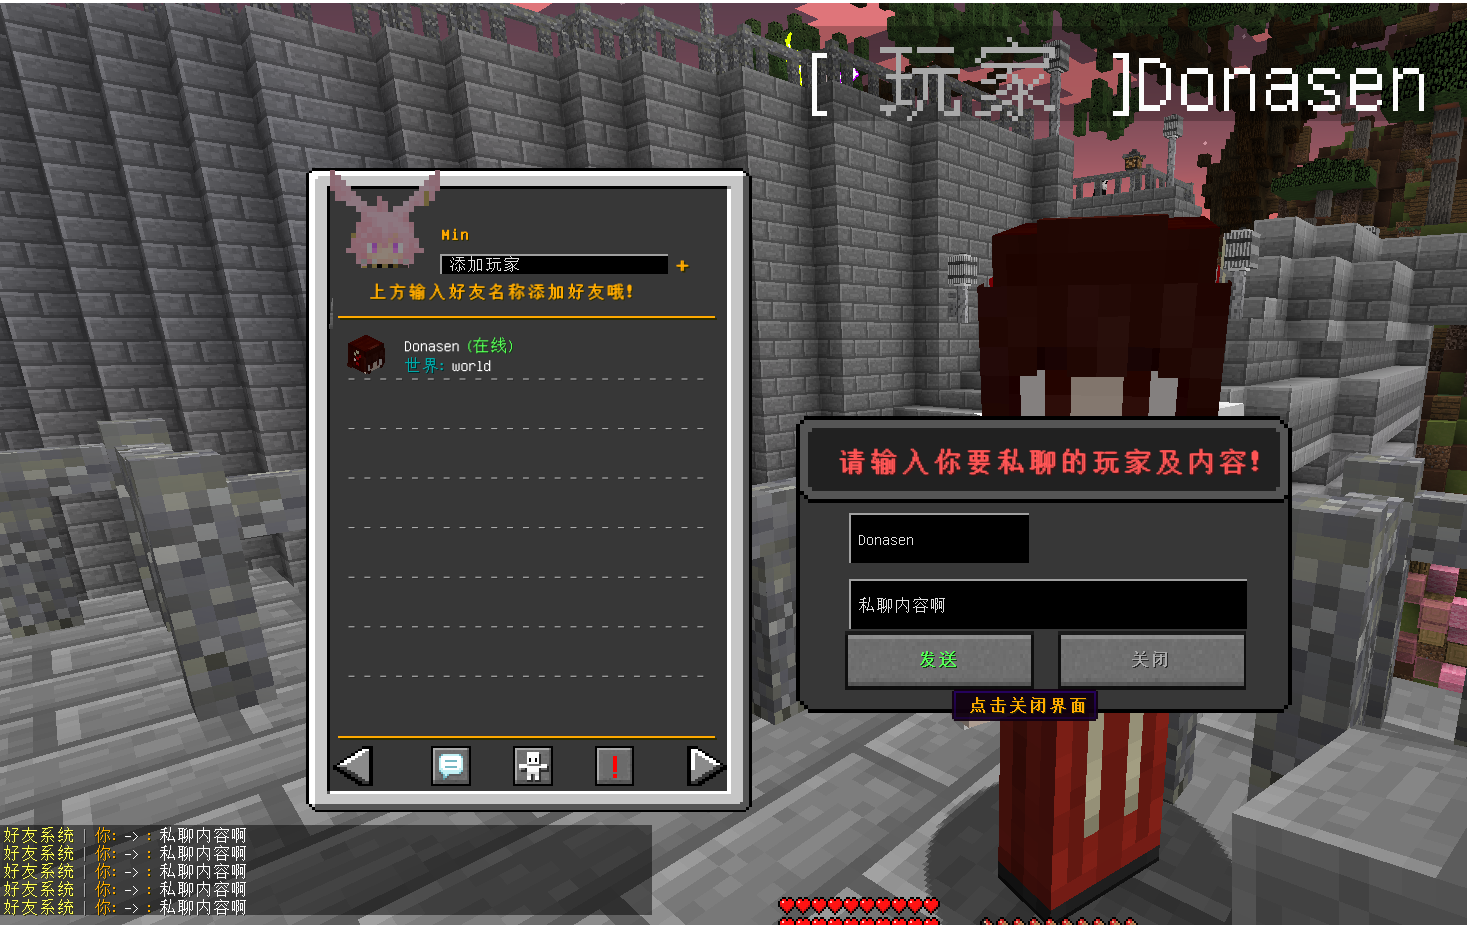 [ 玩家 ]Donasen
Min
添加玩家
+
上方输入好友名称添加好友哦!
Donasen (在线)
世界: world
请输入你要私聊的玩家及内容!
Donasen
私聊内容啊
发送
关闭
点击关闭界面
好友系统 | 你: -> : 私聊内容啊
好友系统 | 你: -> : 私聊内容啊
好友系统 | 你: -> : 私聊内容啊
好友系统 | 你: -> : 私聊内容啊
好友系统 | 你: -> : 私聊内容啊